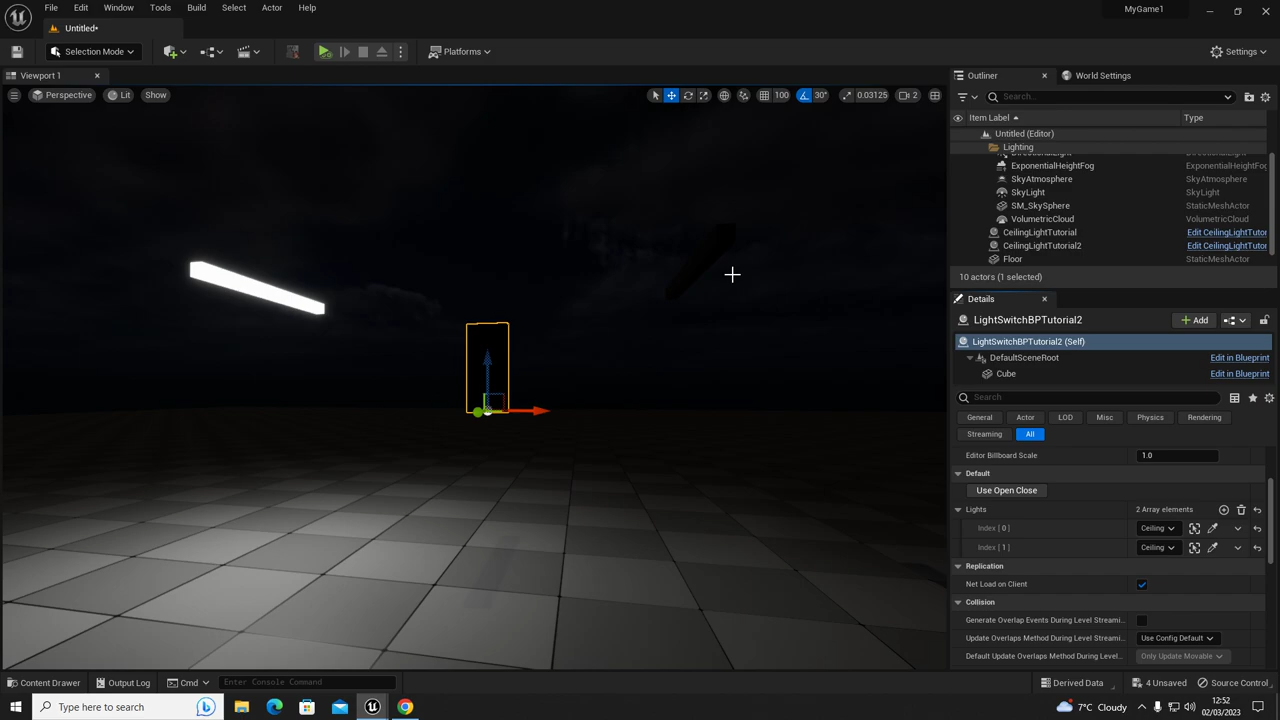 File Edit Window Tools Build Select Actor Help
MyGame1
Untitled*
Selection Mode
Platforms
Settings
Viewport 1
Outliner
World Settings
Perspective Lit Show
100 30° 0.03125 2
Search...
Item Label Type
Untitled (Editor)
Lighting
ExponentialHeightFog ExponentialHeightFog
SkyAtmosphere SkyAtmosphere
SkyLight SkyLight
SM_SkySphere StaticMeshActor
VolumetricCloud VolumetricCloud
CeilingLightTutorial Edit CeilingLightTutor
CeilingLightTutorial2 Edit CeilingLightTutor
Floor StaticMeshActor
10 actors (1 selected)
Details
LightSwitchBPTutorial2
Add
LightSwitchBPTutorial2 (Self)
DefaultSceneRoot Edit in Blueprint
Cube Edit in Blueprint
Search
General Actor LOD Misc Physics Rendering
Streaming All
Editor Billboard Scale 1.0
Default
Use Open Close
Lights 2 Array elements
Index [ 0 ] Ceiling
Index [ 1 ] Ceiling
Replication
Net Load on Client
Collision
Generate Overlap Events During Level Streami...
Update Overlaps Method During Level Streami... Use Config Default
Default Update Overlaps Method During Level... Only Update Movable
Content Drawer Output Log Cmd Enter Console Command
Derived Data 4 Unsaved Source Control
Type here to search
7°C Cloudy
12:52
02/03/2023